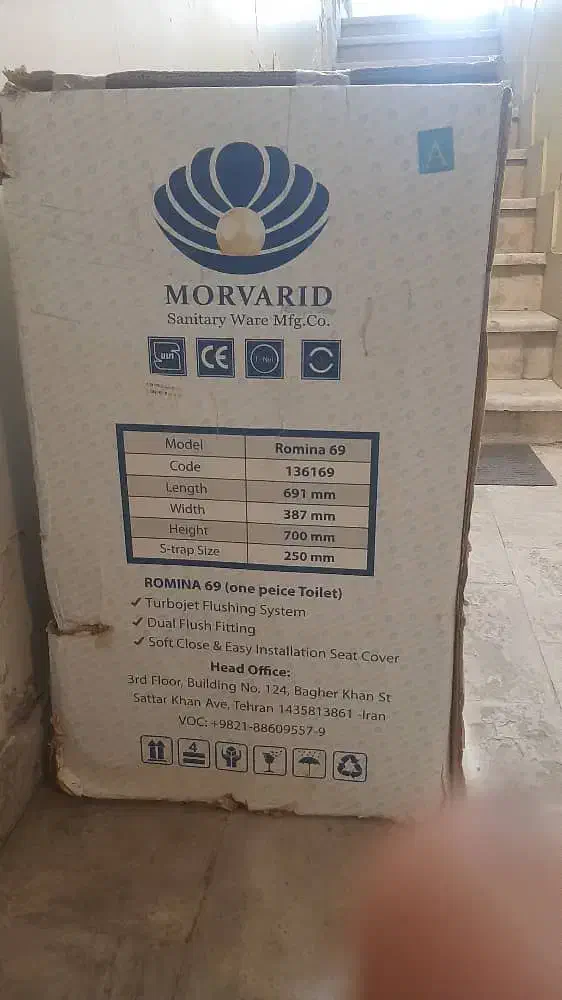 A
MORVARID
Sanitary Ware Mfg.Co.
CE
Model Romina 69
Code 136169
Length 691 mm
Width 387 mm
Height 700 mm
S-trap Size 250 mm
ROMINA 69 (one peice Toilet)
✓ Turbojet Flushing System
✓ Dual Flush Fitting
✓ Soft Close & Easy Installation Seat Cover
Head Office:
3rd Floor, Building No. 124, Bagher Khan St
Sattar Khan Ave, Tehran 1435813861 -Iran
VOC: +9821-88609557-9
4